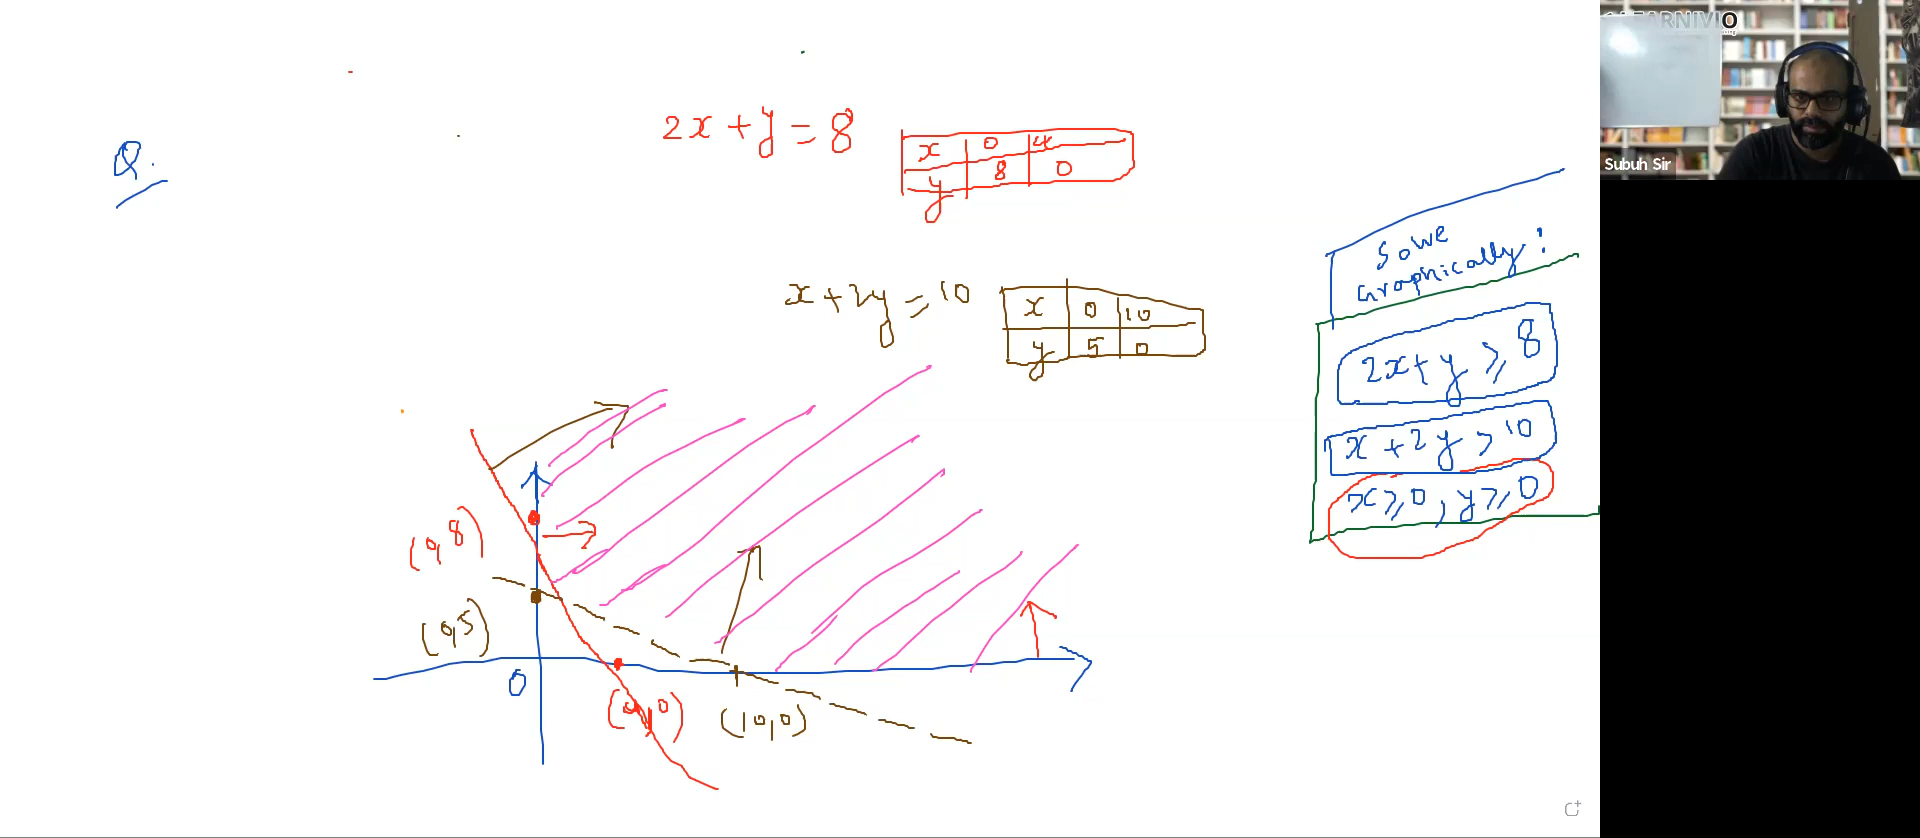 Q.
2x + y = 8
x 0 4
y 8 0
x + 2y = 10
x 0 10
y 5 0
Solve
Graphically:
2x + y ≥ 8
x + 2y > 10
x ≥ 0, y ≥ 0
(0,8)
(0,5)
0
(4,0)
(10,0)
Subuh Sir